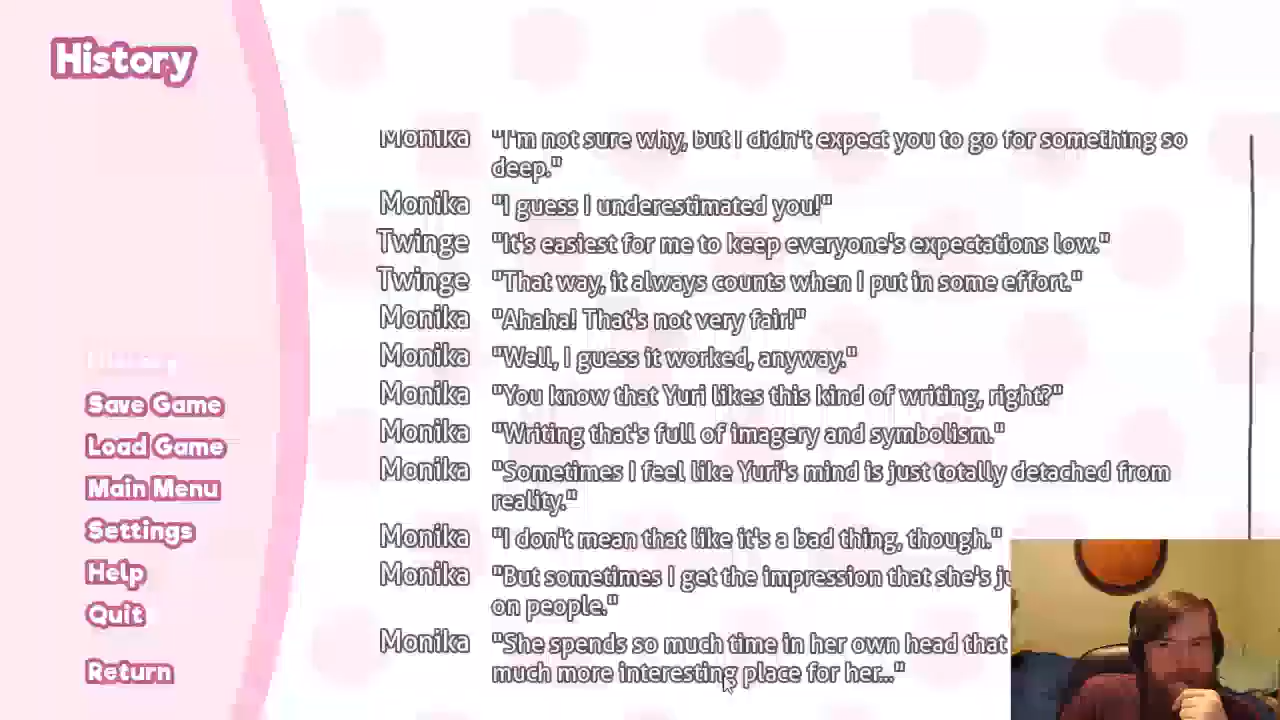 History
Monika "I'm not sure why, but I didn't expect you to go for something so
deep."
Monika "I guess I underestimated you!"
Twinge "It's easiest for me to keep everyone's expectations low."
Twinge "That way, it always counts when I put in some effort."
Monika "Ahaha! That's not very fair!"
Monika "Well, I guess it worked, anyway."
Monika "You know that Yuri likes this kind of writing, right?"
Monika "Writing that's full of imagery and symbolism."
Monika "Sometimes I feel like Yuri's mind is just totally detached from
reality."
Monika "I don't mean that like it's a bad thing, though."
Monika "But sometimes I get the impression that she's
on people."
Monika "She spends so much time in her own head that
much more interesting place for her..."
History
Save Game
Load Game
Main Menu
Settings
Help
Quit
Return